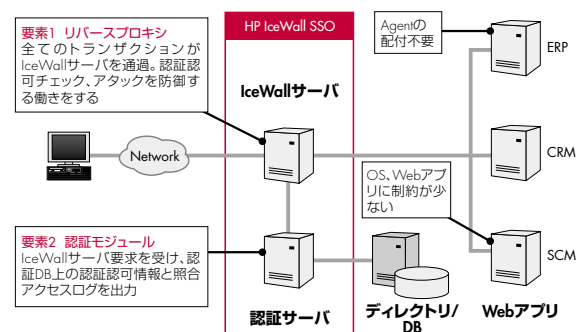 要素1 リバースプロキシ
全てのトランザクションが
IceWallサーバを通過。認証認
可チェック、アタックを防御す
る働きをする
HP IceWall SSO
IceWallサーバ
Agentの
配付不要
ERP
Network
CRM
OS、Webアプ
リに制約が少
ない
要素2 認証モジュール
IceWallサーバ要求を受け、認
証DB上の認証認可情報と照合
アクセスログを出力
SCM
認証サーバ
ディレクトリ/
DB
Webアプリ